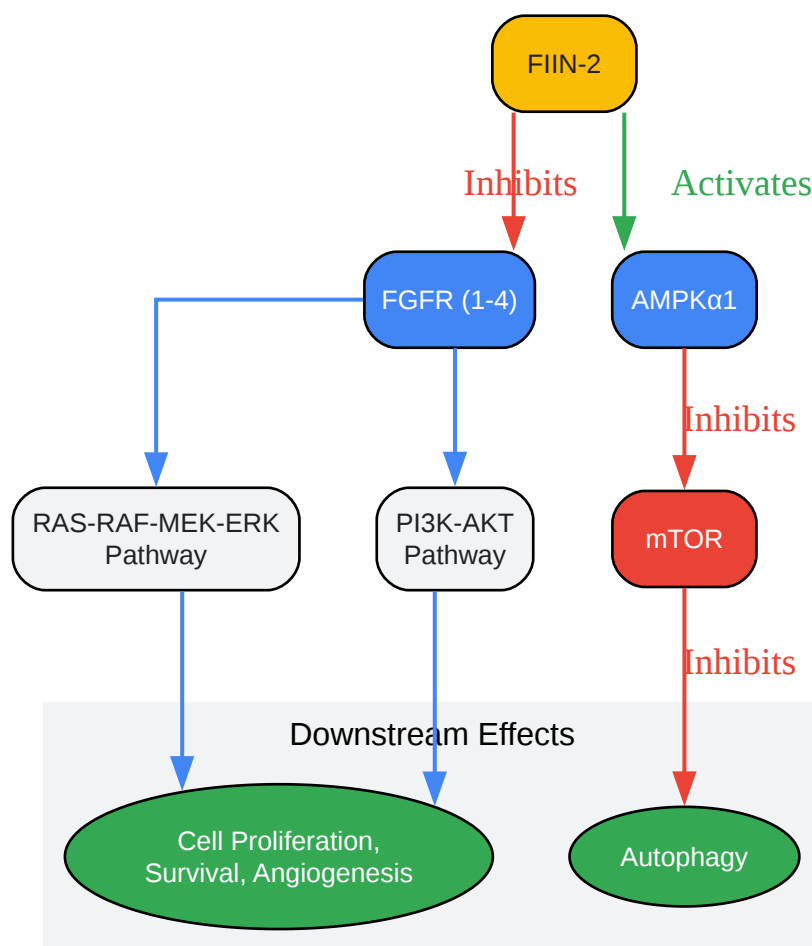 FIIN-2
Inhibits
Activates
FGFR (1-4)
AMPKα1
Inhibits
RAS-RAF-MEK-ERK
Pathway
PI3K-AKT
Pathway
mTOR
Inhibits
Downstream Effects
Cell Proliferation,
Survival, Angiogenesis
Autophagy